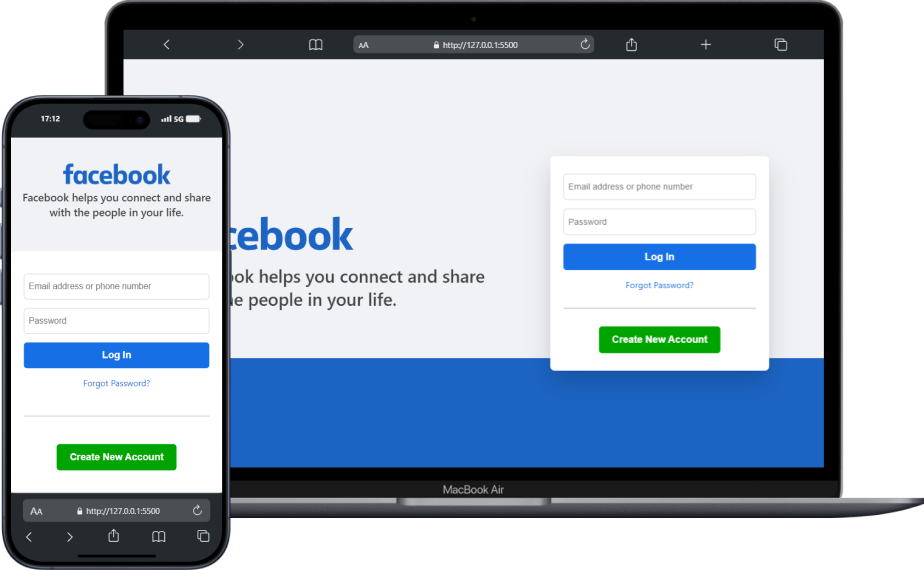 AA
http://127.0.0.1:5500
17:12
5G
facebook
Facebook helps you connect and share
with the people in your life.
Email address or phone number
Password
Log In
Forgot Password?
Create New Account
AA
http://127.0.0.1:5500
cebook
ok helps you connect and share
e people in your life.
Email address or phone number
Password
Log In
Forgot Password?
Create New Account
MacBook Air